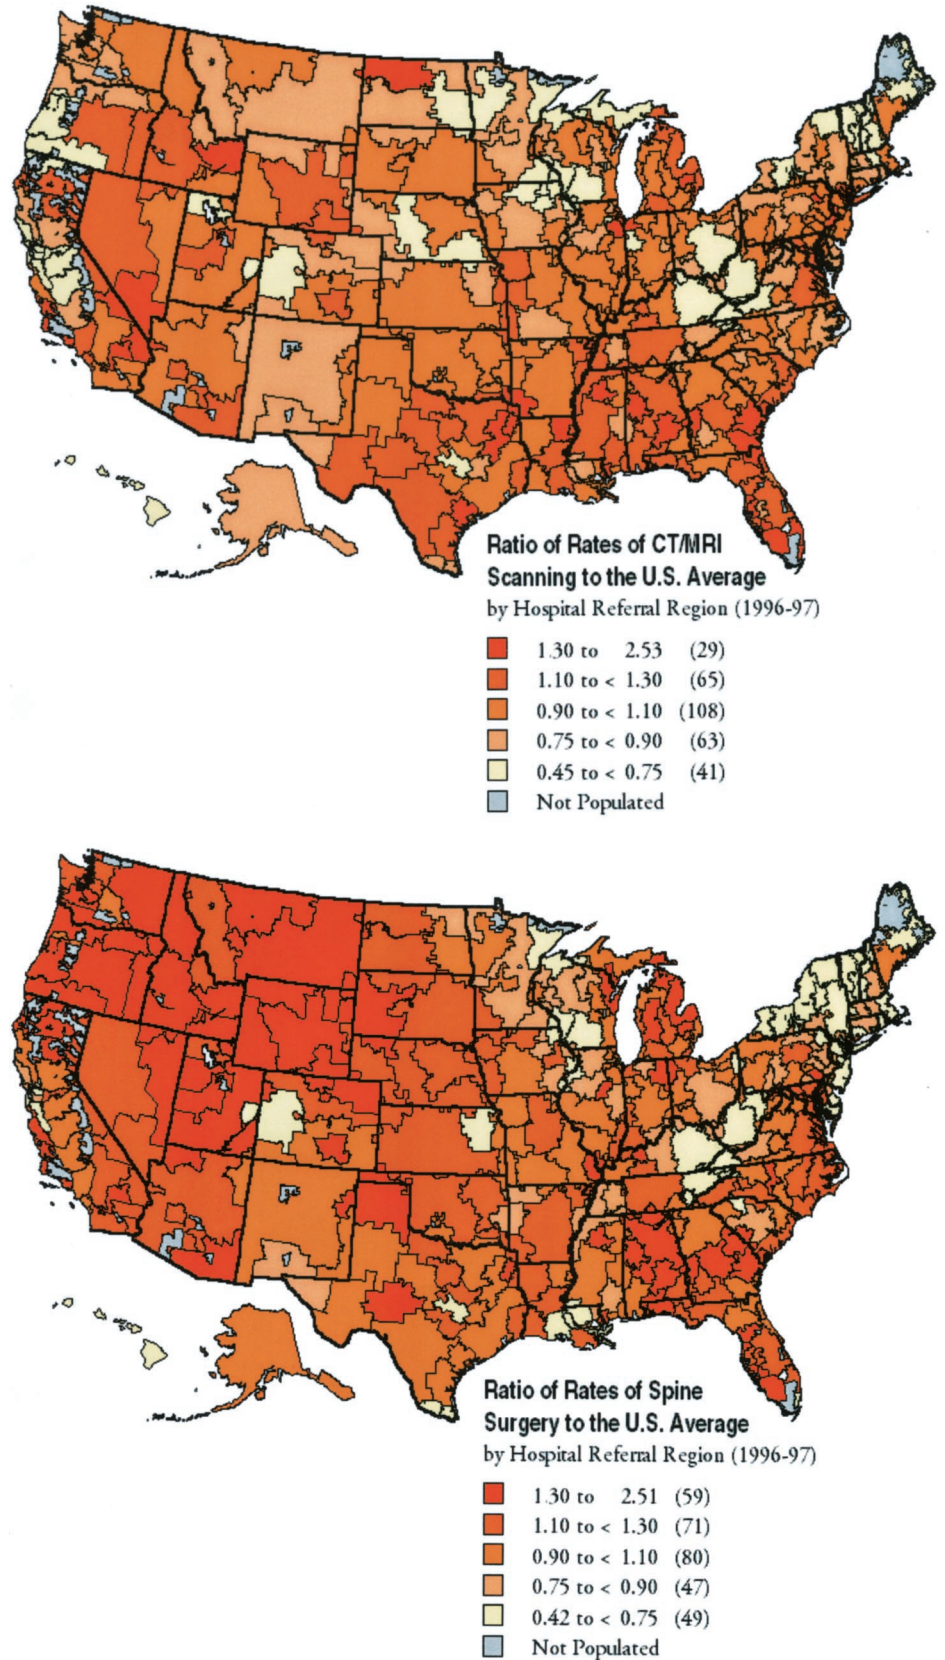 Ratio of Rates of CT/MRI
Scanning to the U.S. Average
by Hospital Referral Region (1996-97)
1.30 to 2.53 (29)
1.10 to < 1.30 (65)
0.90 to < 1.10 (108)
0.75 to < 0.90 (63)
0.45 to < 0.75 (41)
Not Populated
Ratio of Rates of Spine
Surgery to the U.S. Average
by Hospital Referral Region (1996-97)
1.30 to 2.51 (59)
1.10 to < 1.30 (71)
0.90 to < 1.10 (80)
0.75 to < 0.90 (47)
0.42 to < 0.75 (49)
Not Populated